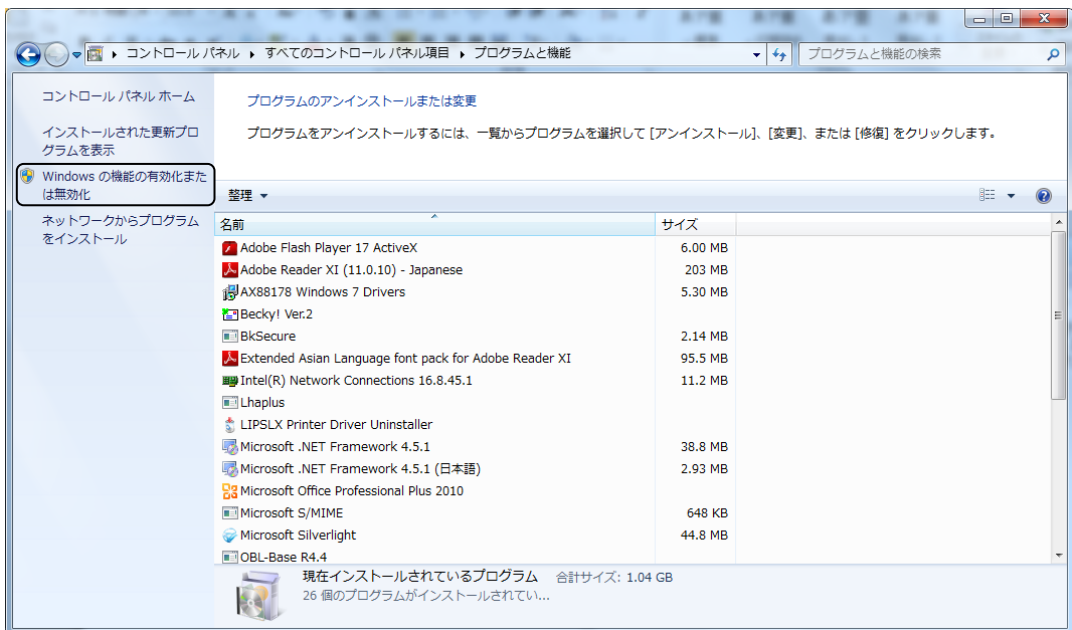 コントロール パネル ▸ すべてのコントロール パネル項目 ▸ プログラムと機能
プログラムと機能の検索
コントロール パネル ホーム
インストールされた更新プロ
グラムを表示
Windows の機能の有効化また
は無効化
ネットワークからプログラム
をインストール
プログラムのアンインストールまたは変更
プログラムをアンインストールするには、一覧からプログラムを選択して [アンインストール]、[変更]、または [修復] をクリックします。
整理
名前 サイズ
Adobe Flash Player 17 ActiveX 6.00 MB
Adobe Reader XI (11.0.10) - Japanese 203 MB
AX88178 Windows 7 Drivers 5.30 MB
Becky! Ver.2
BkSecure 2.14 MB
Extended Asian Language font pack for Adobe Reader XI 95.5 MB
Intel(R) Network Connections 16.8.45.1 11.2 MB
Lhaplus
LIPSLX Printer Driver Uninstaller
Microsoft .NET Framework 4.5.1 38.8 MB
Microsoft .NET Framework 4.5.1 (日本語) 2.93 MB
Microsoft Office Professional Plus 2010
Microsoft S/MIME 648 KB
Microsoft Silverlight 44.8 MB
OBL-Base R4.4
現在インストールされているプログラム 合計サイズ: 1.04 GB
26 個のプログラムがインストールされてい...